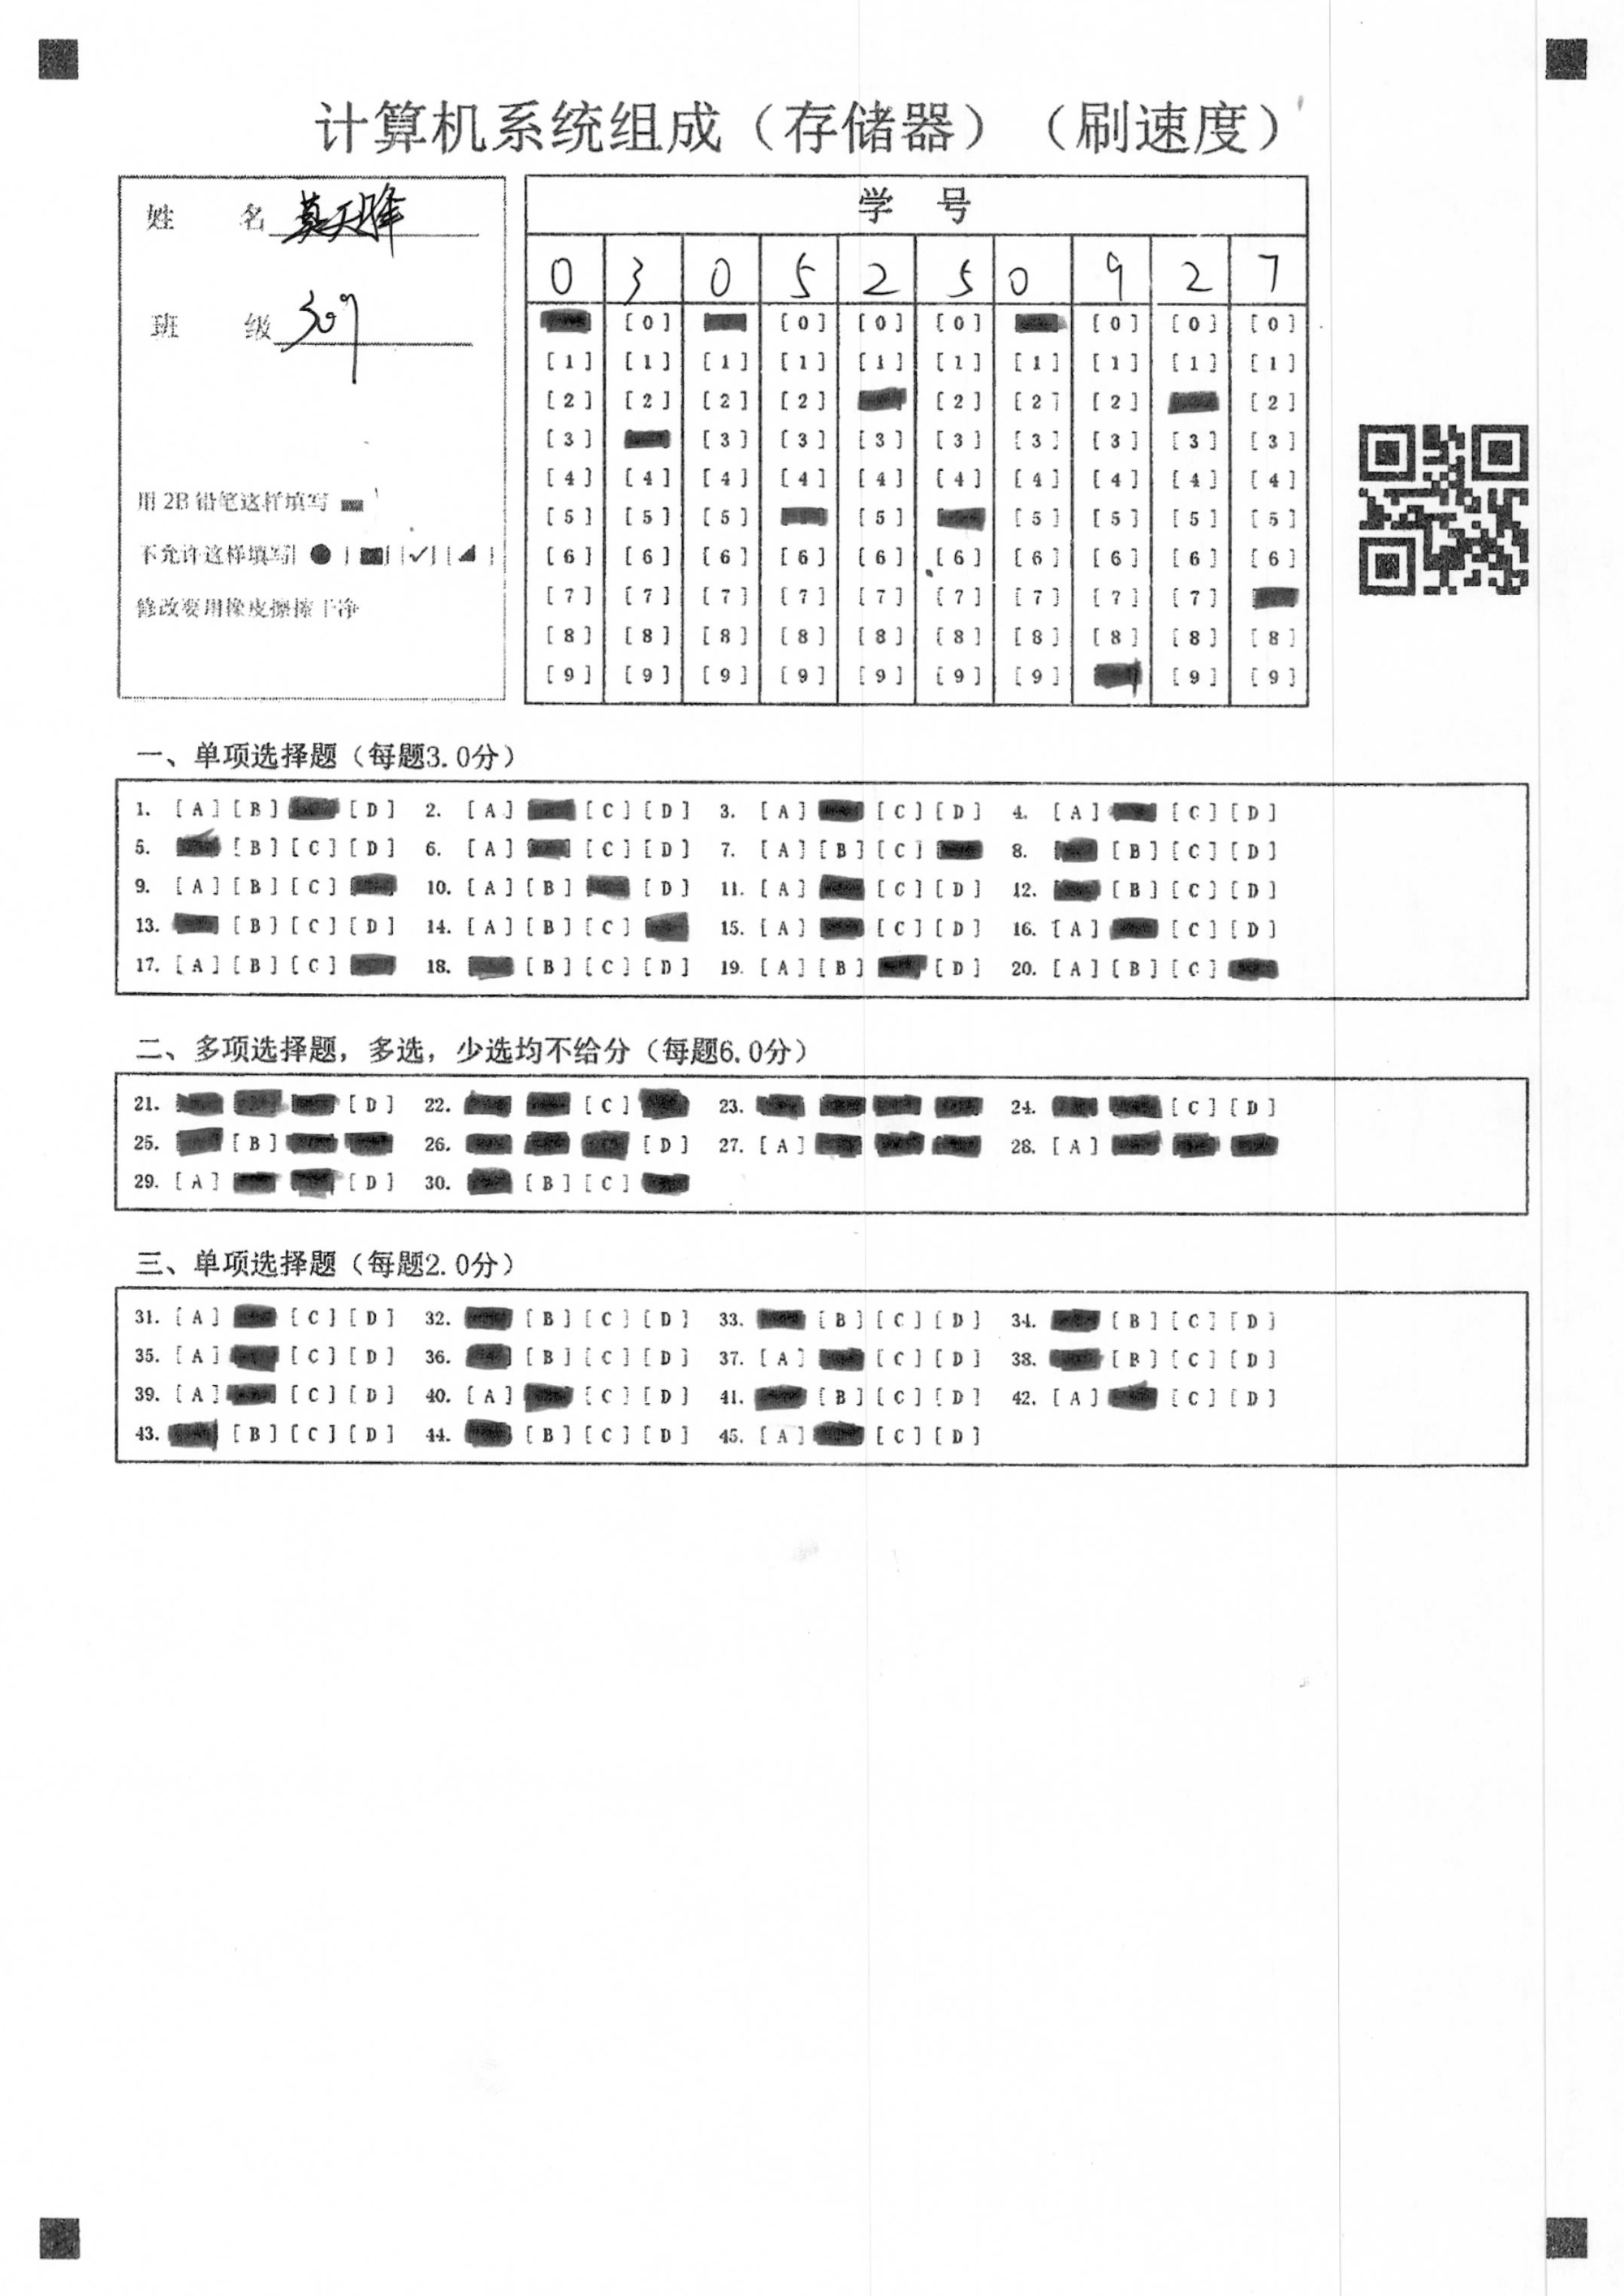 计算机系统组成（存储器）（刷速度）
姓 名
班 级 309
用2B铅笔这样填写
不允许这样填写[ ● ] [■] [✓] [◢ ]
修改要用橡皮擦擦干净
学 号
0 3 0 5 2 5 0 9 2 7
[0] [0] [0] [0] [0] [0] [0]
[1] [1] [1] [1] [1] [1] [1] [1] [1] [1]
[2] [2] [2] [2] [2] [2] [2] [2]
[3] [3] [3] [3] [3] [3] [3] [3] [3]
[4] [4] [4] [4] [4] [4] [4] [4] [4] [4]
[5] [5] [5] [5] [5] [5] [5] [5]
[6] [6] [6] [6] [6] [6] [6] [6] [6] [6]
[7] [7] [7] [7] [7] [7] [7] [7] [7]
[8] [8] [8] [8] [8] [8] [8] [8] [8] [8]
[9] [9] [9] [9] [9] [9] [9] [9] [9]
一、单项选择题（每题3.0分）
1. [A] [B] [D] 2. [A] [C] [D] 3. [A] [C] [D] 4. [A] [C] [D]
5. [B] [C] [D] 6. [A] [C] [D] 7. [A] [B] [C] 8. [B] [C] [D]
9. [A] [B] [C] 10. [A] [B] [D] 11. [A] [C] [D] 12. [B] [C] [D]
13. [B] [C] [D] 14. [A] [B] [C] 15. [A] [C] [D] 16. [A] [C] [D]
17. [A] [B] [C] 18. [B] [C] [D] 19. [A] [B] [D] 20. [A] [B] [C]
二、多项选择题，多选，少选均不给分（每题6.0分）
21. [D] 22. [C] 23. 24. [C] [D]
25. [B] 26. [D] 27. [A] 28. [A]
29. [A] [D] 30. [B] [C]
三、单项选择题（每题2.0分）
31. [A] [C] [D] 32. [B] [C] [D] 33. [B] [C] [D] 34. [B] [C] [D]
35. [A] [C] [D] 36. [B] [C] [D] 37. [A] [C] [D] 38. [B] [C] [D]
39. [A] [C] [D] 40. [A] [C] [D] 41. [B] [C] [D] 42. [A] [C] [D]
43. [B] [C] [D] 44. [B] [C] [D] 45. [A] [C] [D]